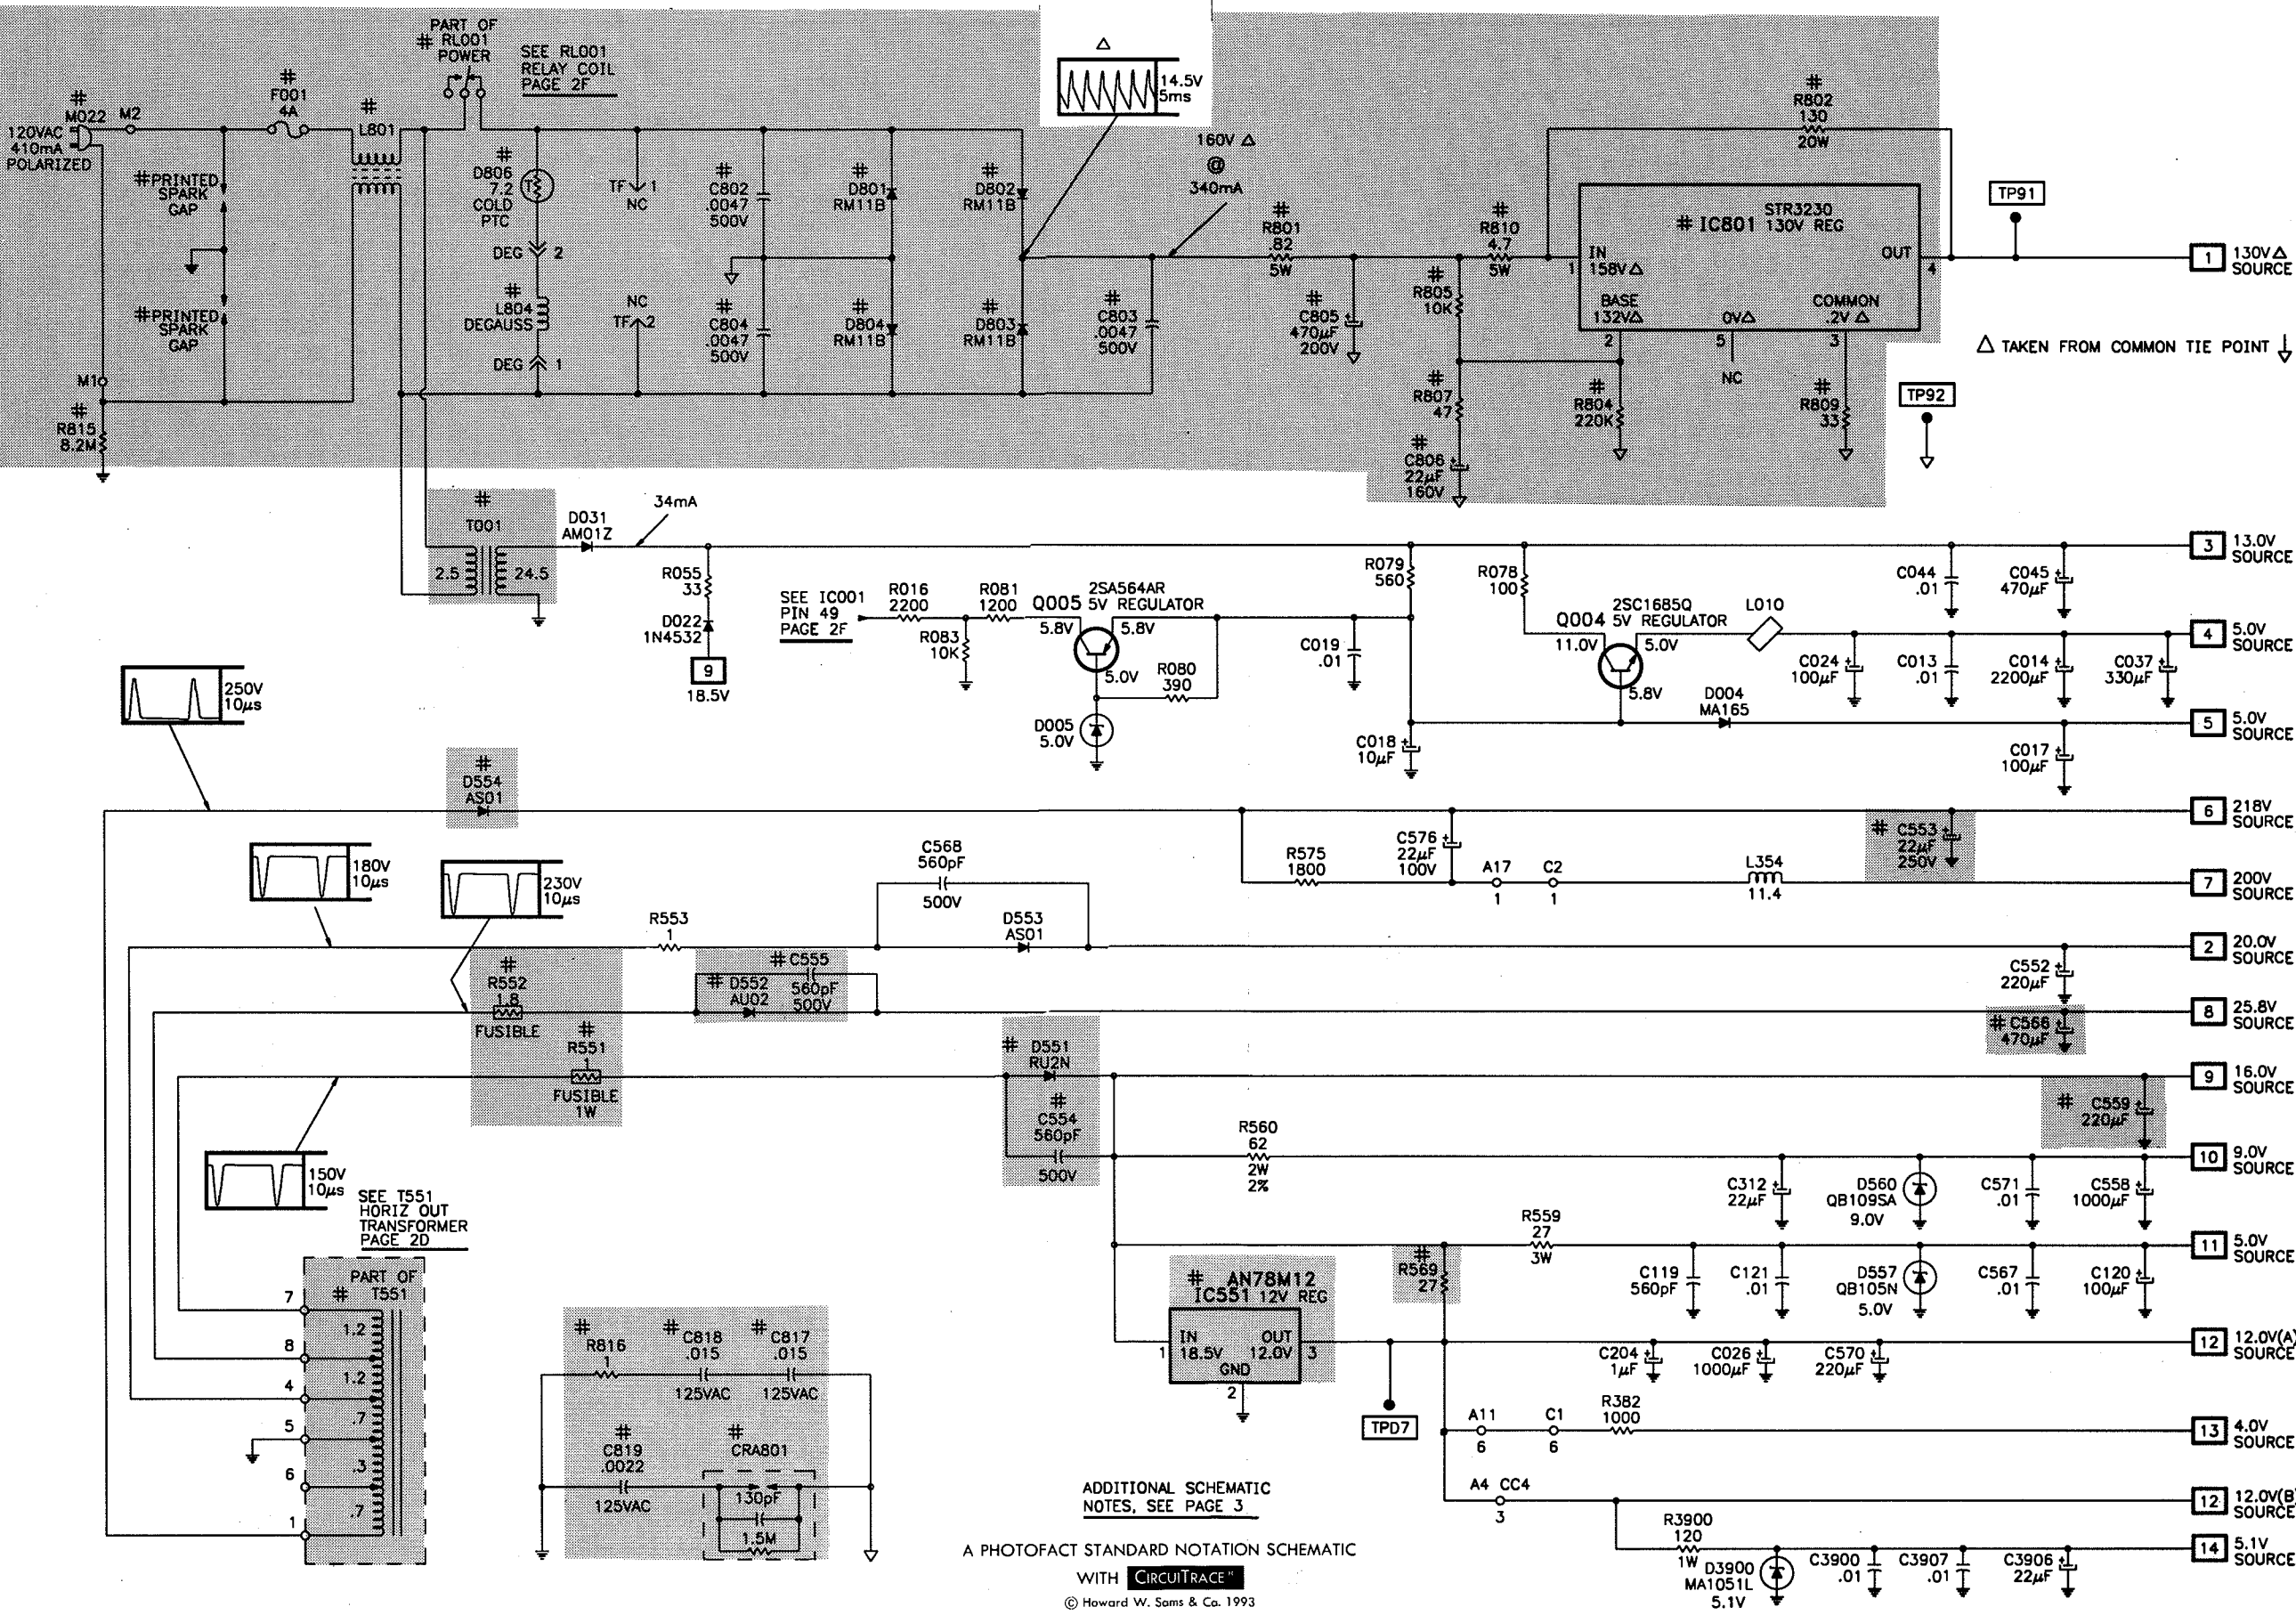 PART OF
# RL001
POWER
SEE RL001
RELAY COIL
PAGE 2F
△
14.5V
5ms
#
M022 M2
120VAC
410mA
POLARIZED
#
F001
4A
#
L801
#PRINTED
SPARK
GAP
#PRINTED
SPARK
GAP
M1
#
R815
8.2M
#
D806
7.2
COLD
PTC
T
DEG 2
#
L804
DEGAUSS
DEG 1
TF 1
NC
NC
TF 2
#
C802
.0047
500V
#
C804
.0047
500V
#
D801
RM11B
#
D804
RM11B
#
D802
RM11B
#
D803
RM11B
#
C803
.0047
500V
160V △
@
340mA
#
R801
.82
5W
#
C805
470µF
200V
+
#
R810
4.7
5W
#
R805
10K
#
R807
47
#
C806
22µF
160V
+
#
R802
130
20W
# IC801 STR3230
130V REG
IN
1 158V△
OUT
4
BASE
132V△
2
0V△
5
NC
COMMON
.2V △
3
#
R804
220K
#
R809
33
TP91
1 130V△
SOURCE
△ TAKEN FROM COMMON TIE POINT
TP92
#
T001
2.5 24.5
D031
AM01Z
34mA
R055
33
D022
1N4532
9
18.5V
SEE IC001
PIN 49
PAGE 2F
R016
2200
R083
10K
R081
1200
2SA564AR
Q005 5V REGULATOR
5.8V 5.8V
5.0V
R080
390
D005
5.0V
C019
.01
R079
560
C018
10µF
+
R078
100
2SC1685Q
Q004 5V REGULATOR
11.0V 5.0V
5.8V
L010
D004
MA165
C044
.01
C045
470µF
+
3 13.0V
SOURCE
C024
100µF
+
C013
.01
C014
2200µF
+
C037
330µF
+
4 5.0V
SOURCE
C017
100µF
+
5 5.0V
SOURCE
250V
10µs
#
D554
AS01
R575
1800
C576
22µF
100V
+
A17
1
C2
1
L354
11.4
# C553
22µF
250V
+
6 218V
SOURCE
7 200V
SOURCE
180V
10µs
230V
10µs
R553
1
C568
560pF
500V
D553
AS01
C552
220µF
+
2 20.0V
SOURCE
#
R552
1.8
FUSIBLE
# C555
560pF
500V
# D552
AU02
# C566
470µF
+
8 25.8V
SOURCE
#
R551
1
FUSIBLE
1W
# D551
RU2N
#
C554
560pF
500V
# C559
220µF
+
9 16.0V
SOURCE
150V
10µs
SEE T551
HORIZ OUT
TRANSFORMER
PAGE 2D
R560
62
2W
2%
C312
22µF
+
D560
QB109SA
9.0V
C571
.01
C558
1000µF
+
10 9.0V
SOURCE
R559
27
3W
C119
560pF
C121
.01
D557
QB105N
5.0V
C567
.01
C120
100µF
+
11 5.0V
SOURCE
#
R569
27
# AN78M12
IC551 12V REG
IN OUT
1 18.5V 12.0V 3
GND
2
TPD7
C204
1µF
+
C026
1000µF
+
C570
220µF
+
12 12.0V(A)
SOURCE
A11
6
C1
6
R382
1000
13 4.0V
SOURCE
A4 CC4
3
12 12.0V(B)
SOURCE
R3900
120
1W
D3900
MA1051L
5.1V
C3900
.01
C3907
.01
C3906
22µF
+
14 5.1V
SOURCE
PART OF
# T551
7
1.2
8
1.2
4
.7
5
.3
6
.7
1
#
R816
1
#
C818
.015
125VAC
#
C817
.015
125VAC
#
C819
.0022
125VAC
#
CRA801
130pF
1.5M
ADDITIONAL SCHEMATIC
NOTES, SEE PAGE 3
A PHOTOFACT STANDARD NOTATION SCHEMATIC
WITH CIRCUITRACE"
© Howard W. Sams & Co. 1993